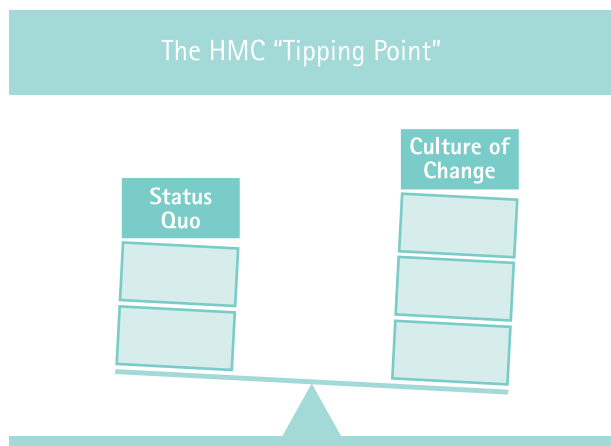 The HMC “Tipping Point”
Status
Quo
Culture of
Change